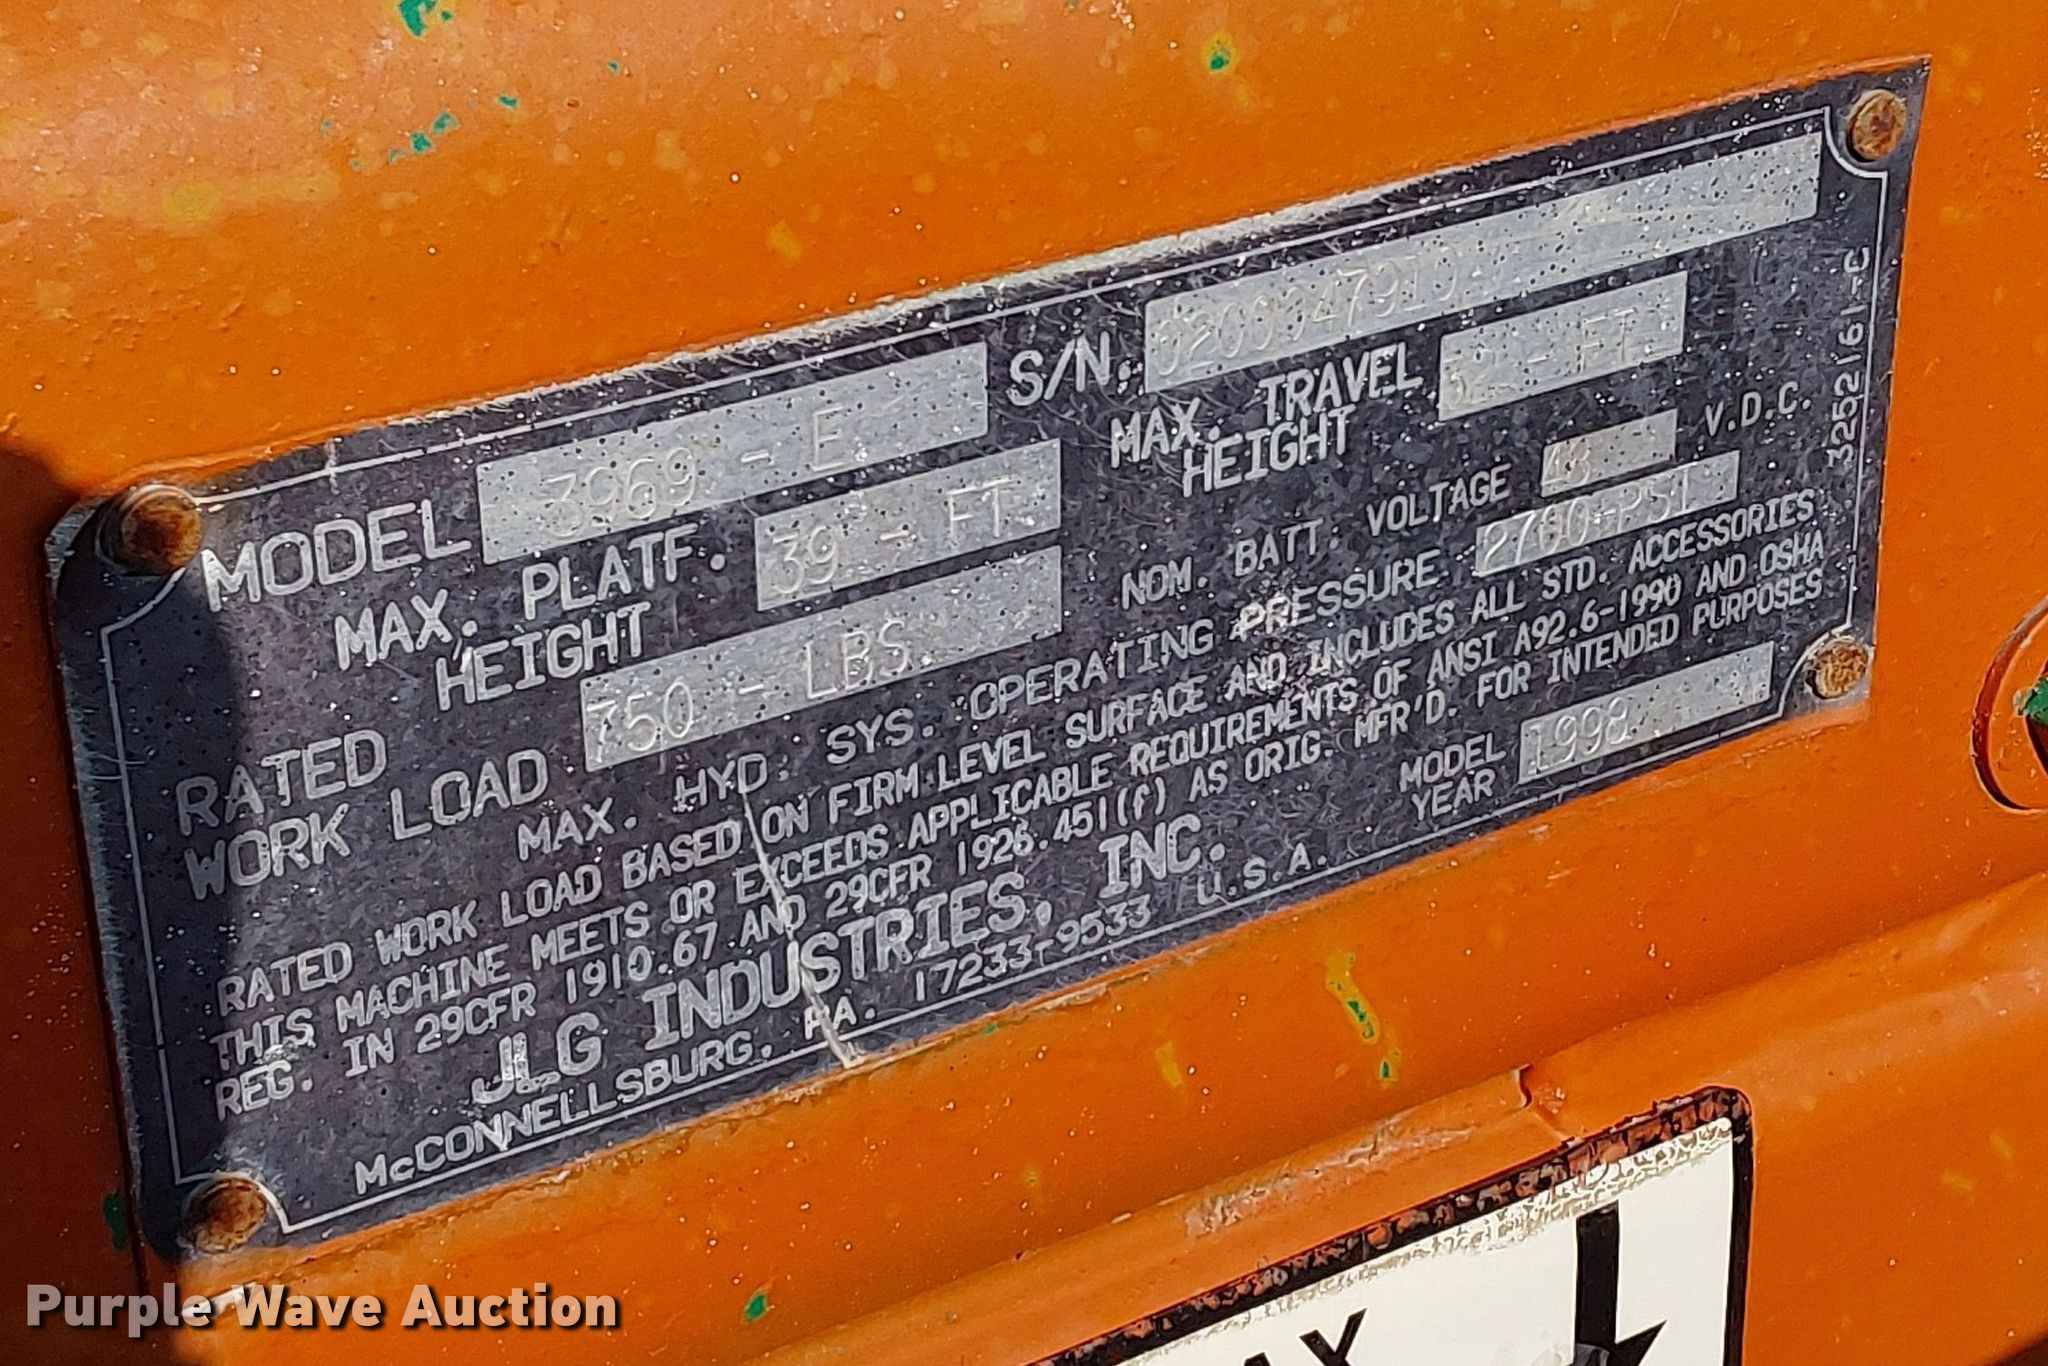 MODEL 3969 - E
S/N. 0200047910
MAX. PLATF. HEIGHT 39 - FT
MAX. TRAVEL HEIGHT - FT
RATED WORK LOAD 750 - LBS
NOM. BATT. VOLTAGE 48 V.D.C.
MAX. HYD. SYS. OPERATING PRESSURE 2700-PSI
RATED WORK LOAD BASED ON FIRM LEVEL SURFACE AND INCLUDES ALL STD. ACCESSORIES
THIS MACHINE MEETS OR EXCEEDS APPLICABLE REQUIREMENTS OF ANSI A92.6-1990 AND OSHA
REG. IN 29CFR 1910.67 AND 29CFR 1926.451(f) AS ORIG. MFR'D. FOR INTENDED PURPOSES
JLG INDUSTRIES, INC.
MODEL YEAR 1998
McCONNELLSBURG, PA. 17233-9533 U.S.A.
3252161-C
Purple Wave Auction